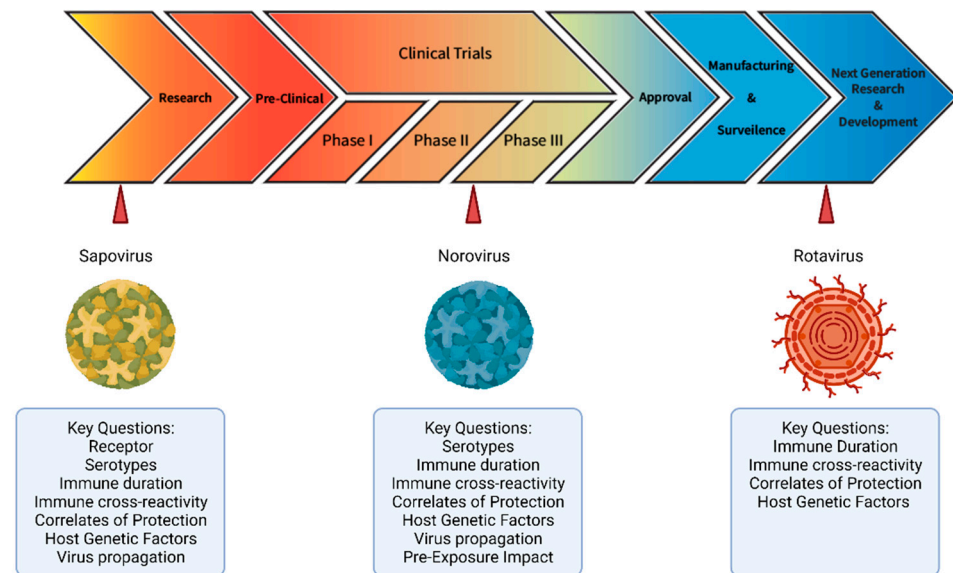 Clinical Trials
Research
Pre-Clinical
Phase I
Phase II
Phase III
Approval
Manufacturing
&
Surveilence
Next Generation
Research
&
Development
Sapovirus
Norovirus
Rotavirus
Key Questions:
Receptor
Serotypes
Immune duration
Immune cross-reactivity
Correlates of Protection
Host Genetic Factors
Virus propagation
Key Questions:
Serotypes
Immune duration
Immune cross-reactivity
Correlates of Protection
Host Genetic Factors
Virus propagation
Pre-Exposure Impact
Key Questions:
Immune Duration
Immune cross-reactivity
Correlates of Protection
Host Genetic Factors